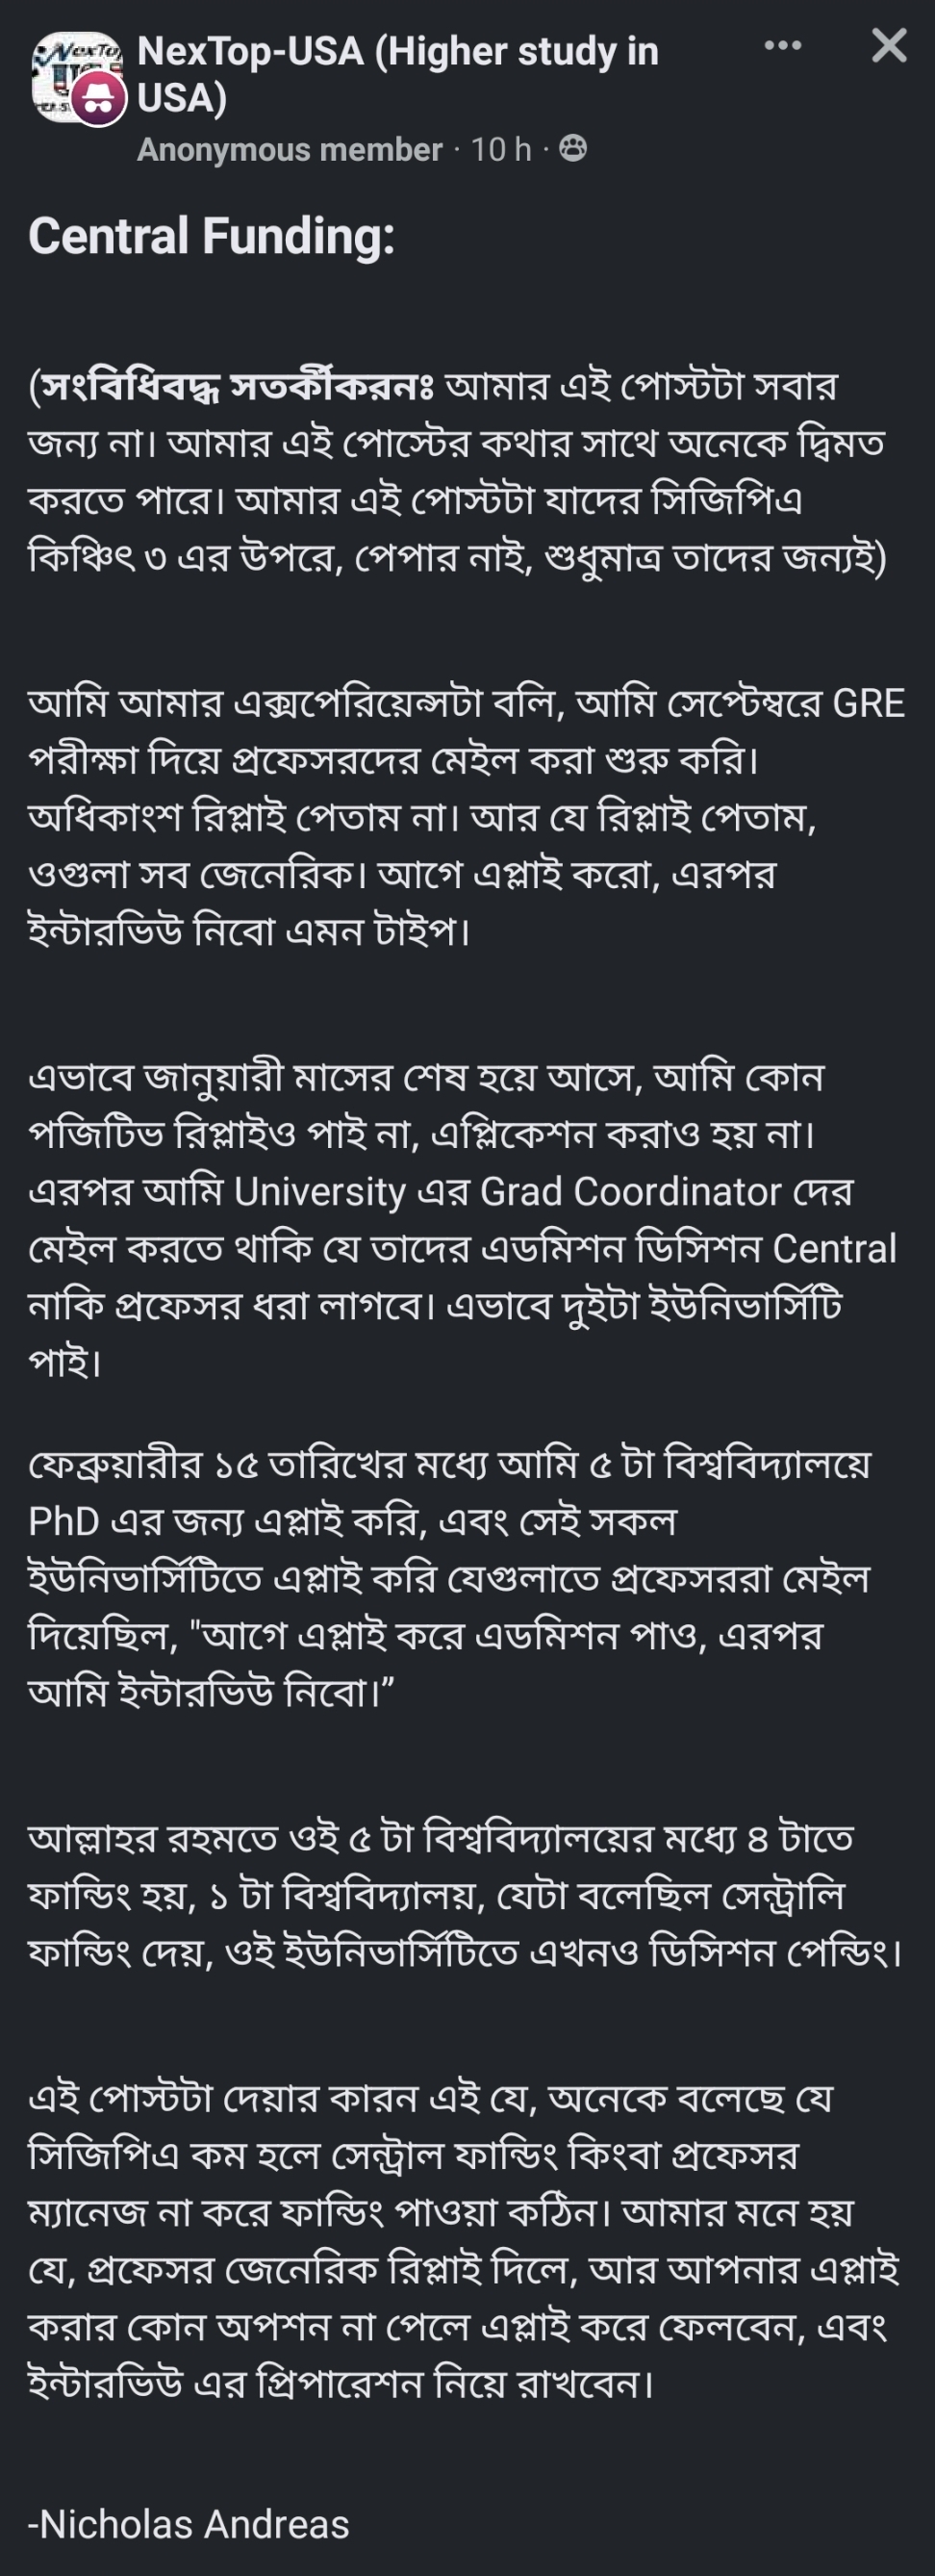 NexTop-USA (Higher study in
USA)
Anonymous member · 10 h ·
Central Funding:
(সংবিধিবদ্ধ সতর্কীকরনঃ আমার এই পোস্টটা সবার
জন্য না। আমার এই পোস্টের কথার সাথে অনেকে দ্বিমত
করতে পারে। আমার এই পোস্টটা যাদের সিজিপিএ
কিঞ্চিৎ ৩ এর উপরে, পেপার নাই, শুধুমাত্র তাদের জন্যই)
আমি আমার এক্সপেরিয়েন্সটা বলি, আমি সেপ্টেম্বরে GRE
পরীক্ষা দিয়ে প্রফেসরদের মেইল করা শুরু করি।
অধিকাংশ রিপ্লাই পেতাম না। আর যে রিপ্লাই পেতাম,
ওগুলা সব জেনেরিক। আগে এপ্লাই করো, এরপর
ইন্টারভিউ নিবো এমন টাইপ।
এভাবে জানুয়ারী মাসের শেষ হয়ে আসে, আমি কোন
পজিটিভ রিপ্লাইও পাই না, এপ্লিকেশন করাও হয় না।
এরপর আমি University এর Grad Coordinator দের
মেইল করতে থাকি যে তাদের এডমিশন ডিসিশন Central
নাকি প্রফেসর ধরা লাগবে। এভাবে দুইটা ইউনিভার্সিটি
পাই।
ফেব্রুয়ারীর ১৫ তারিখের মধ্যে আমি ৫ টা বিশ্ববিদ্যালয়ে
PhD এর জন্য এপ্লাই করি, এবং সেই সকল
ইউনিভার্সিটিতে এপ্লাই করি যেগুলাতে প্রফেসররা মেইল
দিয়েছিল, "আগে এপ্লাই করে এডমিশন পাও, এরপর
আমি ইন্টারভিউ নিবো।”
আল্লাহর রহমতে ওই ৫ টা বিশ্ববিদ্যালয়ের মধ্যে ৪ টাতে
ফান্ডিং হয়, ১ টা বিশ্ববিদ্যালয়, যেটা বলেছিল সেন্ট্রালি
ফান্ডিং দেয়, ওই ইউনিভার্সিটিতে এখনও ডিসিশন পেন্ডিং।
এই পোস্টটা দেয়ার কারন এই যে, অনেকে বলেছে যে
সিজিপিএ কম হলে সেন্ট্রাল ফান্ডিং কিংবা প্রফেসর
ম্যানেজ না করে ফান্ডিং পাওয়া কঠিন। আমার মনে হয়
যে, প্রফেসর জেনেরিক রিপ্লাই দিলে, আর আপনার এপ্লাই
করার কোন অপশন না পেলে এপ্লাই করে ফেলবেন, এবং
ইন্টারভিউ এর প্রিপারেশন নিয়ে রাখবেন।
-Nicholas Andreas